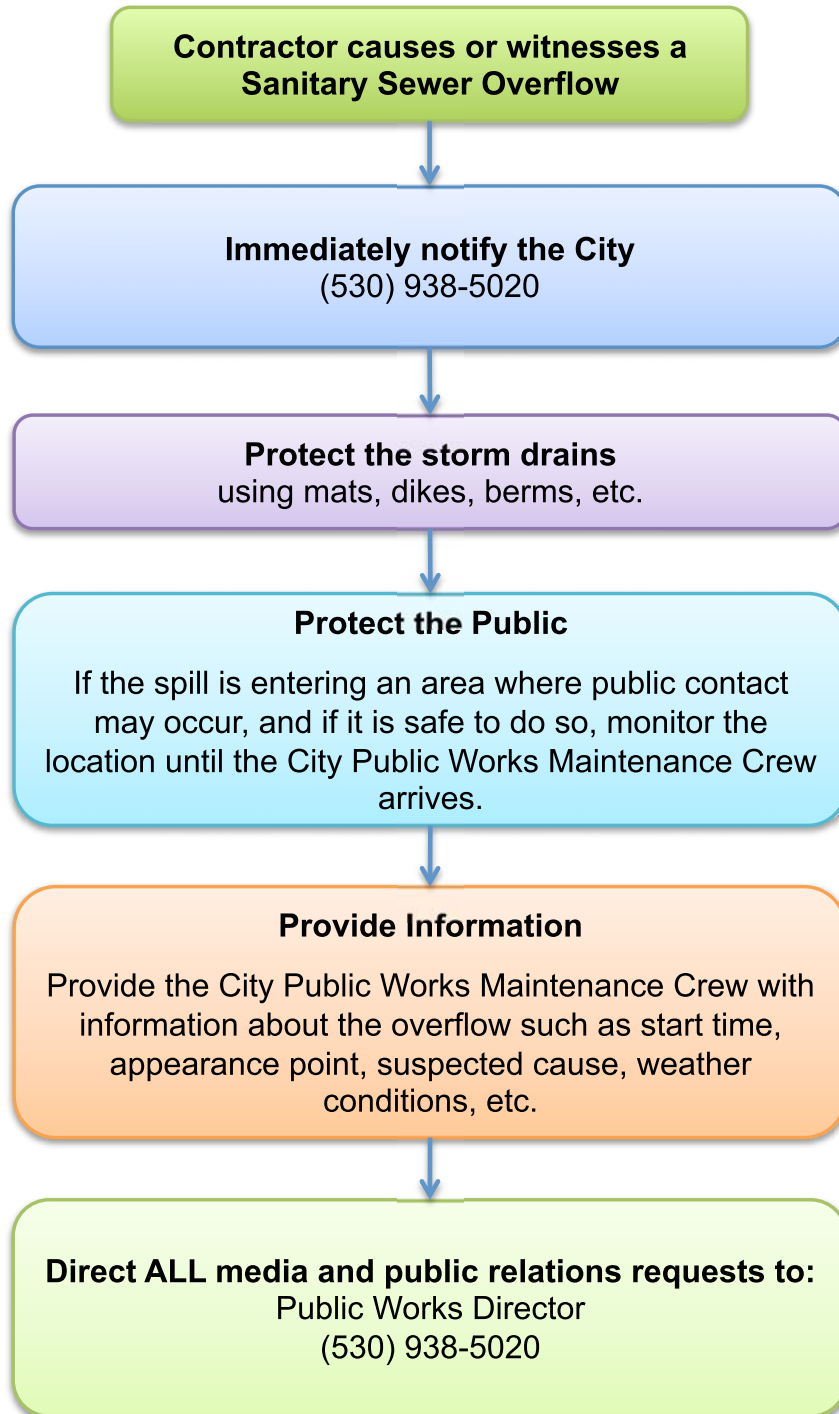 Contractor causes or witnesses a
Sanitary Sewer Overflow
Immediately notify the City
(530) 938-5020
Protect the storm drains
using mats, dikes, berms, etc.
Protect the Public
If the spill is entering an area where public contact
may occur, and if it is safe to do so, monitor the
location until the City Public Works Maintenance Crew
arrives.
Provide Information
Provide the City Public Works Maintenance Crew with
information about the overflow such as start time,
appearance point, suspected cause, weather
conditions, etc.
Direct ALL media and public relations requests to:
Public Works Director
(530) 938-5020